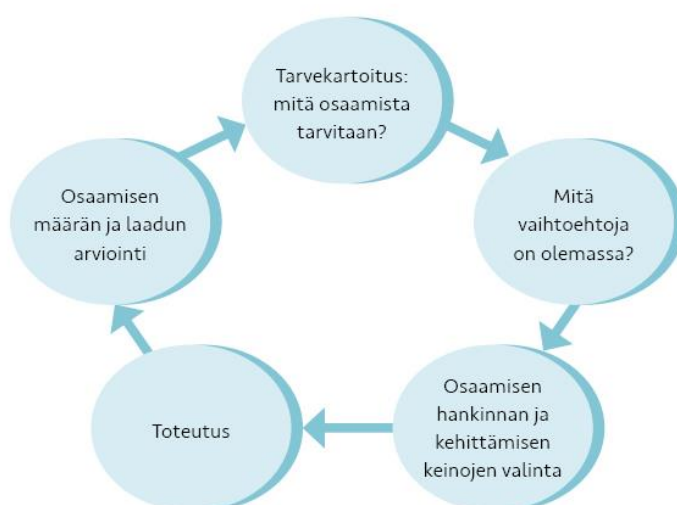 Tarvekartoitus:
mitä osaamista
tarvitaan?
Mitä
vaihtoehtoja
on olemassa?
Osaamisen
hankinnan ja
kehittämisen
keinojen valinta
Toteutus
Osaamisen
määrän ja laadun
arviointi